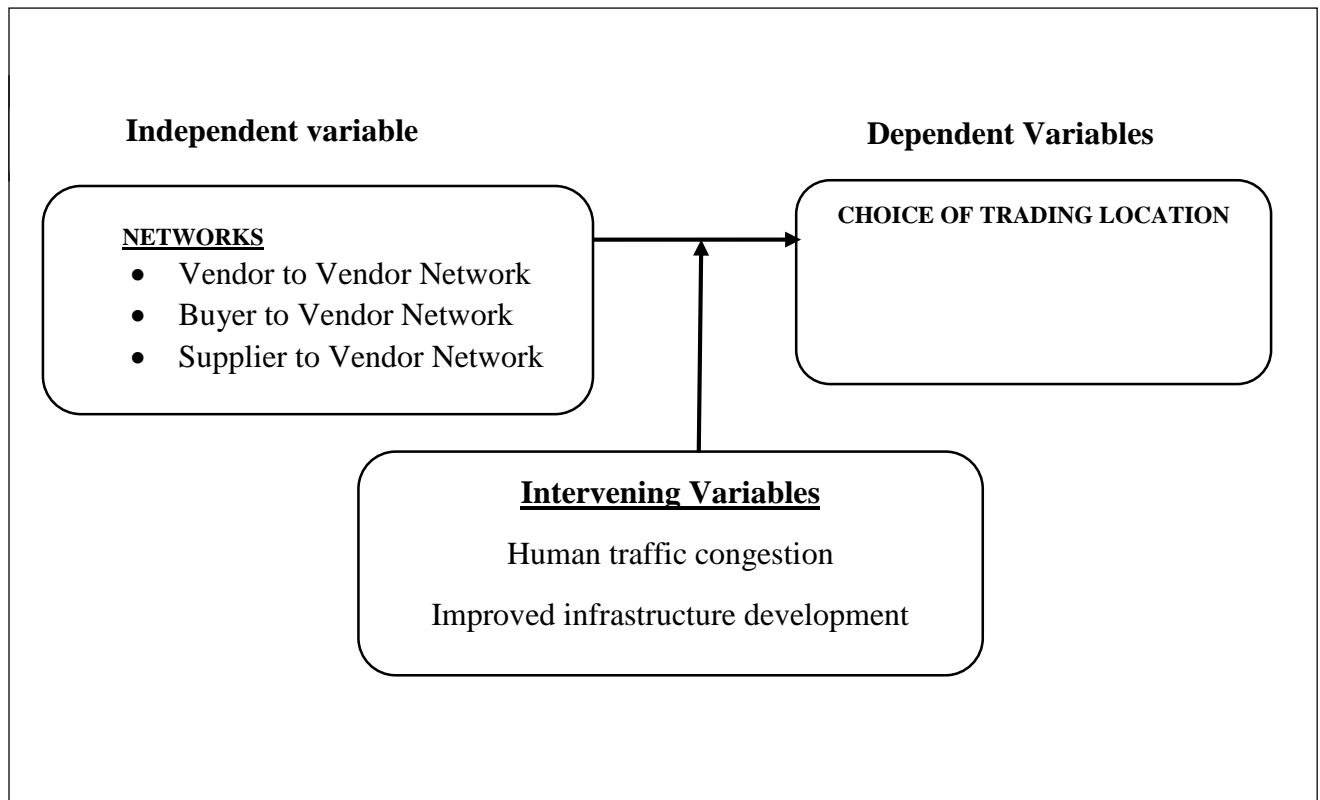 Independent variable
Dependent Variables
NETWORKS
• Vendor to Vendor Network
• Buyer to Vendor Network
• Supplier to Vendor Network
CHOICE OF TRADING LOCATION
Intervening Variables
Human traffic congestion
Improved infrastructure development